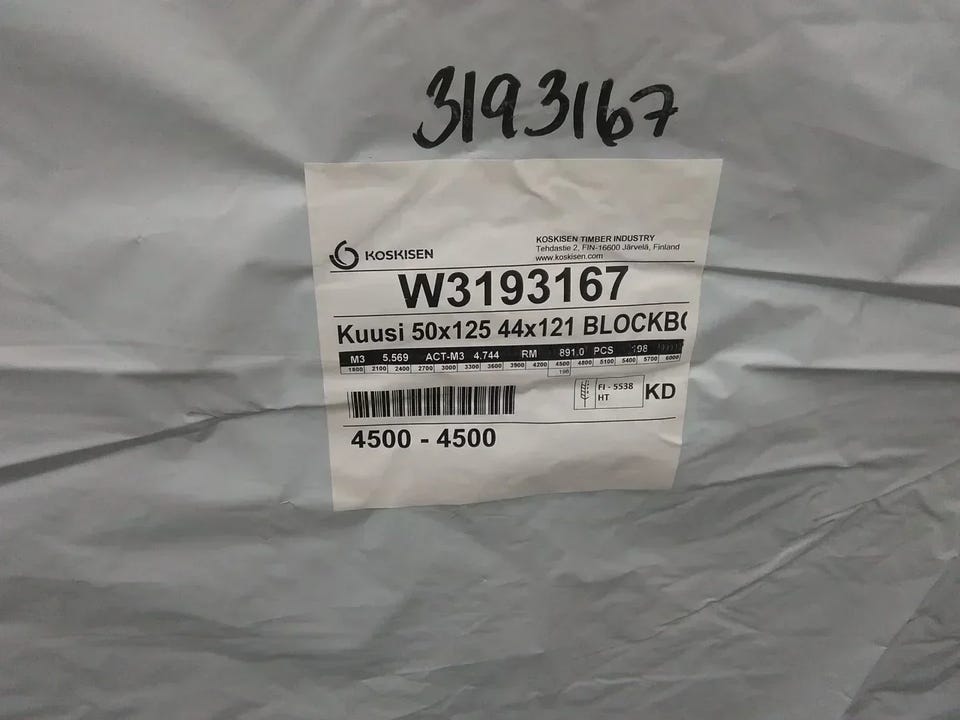 3193167
KOSKISEN
KOSKISEN TIMBER INDUSTRY
Tehdastie 2, FIN-16600 Järvelä, Finland
www.koskisen.com
W3193167
Kuusi 50x125 44x121 BLOCKBO
M3 5.569 ACT-M3 4.744 RM 891.0 PCS 198
1800 2100 2400 2700 3000 3300 3600 3900 4200 4500 4800 5100 5400 5700 6000
198
FI - 5538
HT
KD
4500 - 4500